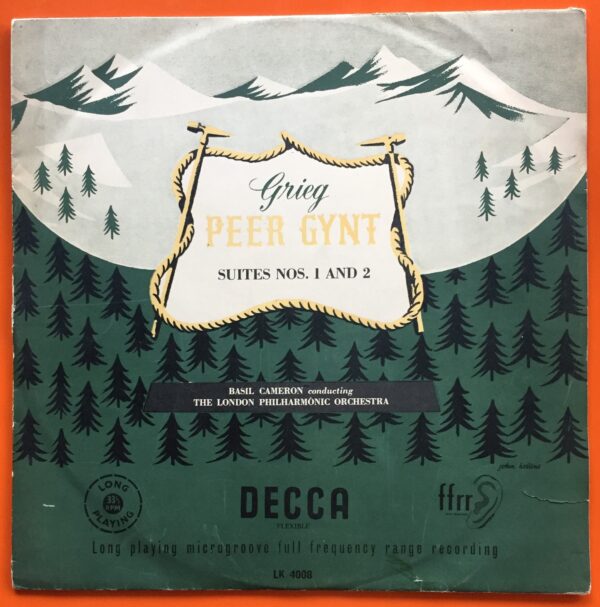 Grieg
PEER GYNT
SUITES NOS. 1 AND 2
BASIL CAMERON conducting
THE LONDON PHILHARMONIC ORCHESTRA
LONG
33⅓
R.P.M
PLAYING
DECCA
FLEXIBLE
ffrr
Long playing microgroove full frequency range recording
LK 4008